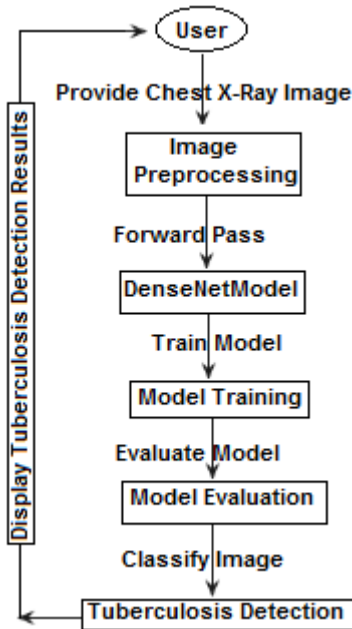 User
Provide Chest X-Ray Image
Image
Preprocessing
Forward Pass
DenseNetModel
Train Model
Model Training
Evaluate Model
Model Evaluation
Classify Image
Tuberculosis Detection
Display Tuberculosis Detection Results